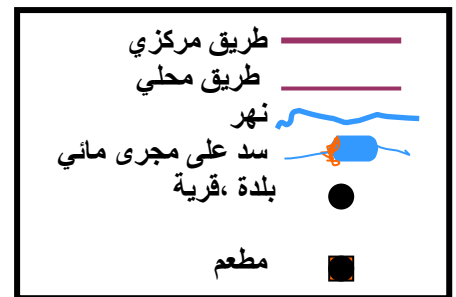 طريق مركزي
طريق محلي
نهر
سد على مجرى مائي
بلدة ،قرية
مطعم